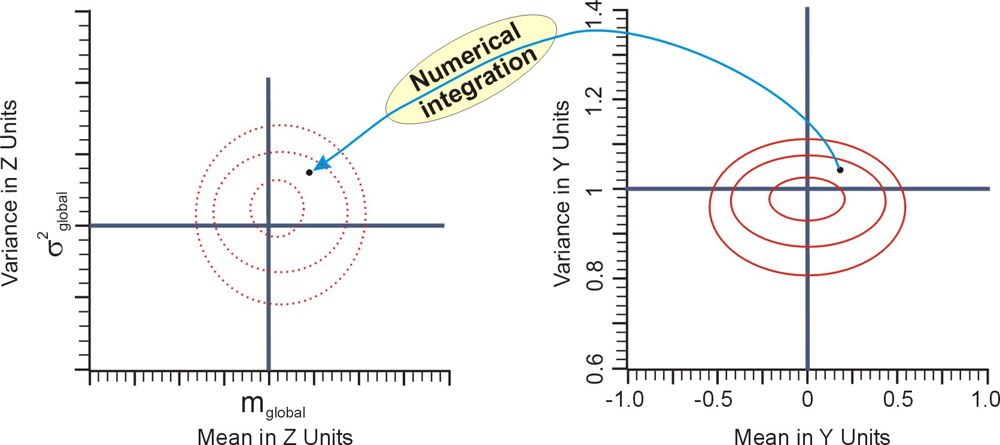 Variance in Z Units
σ²global
mglobal
Mean in Z Units
Numerical
integration
Variance in Y Units
1.4
1.2
1
0.8
0.6
-1.0 -0.5 0 0.5 1.0
Mean in Y Units